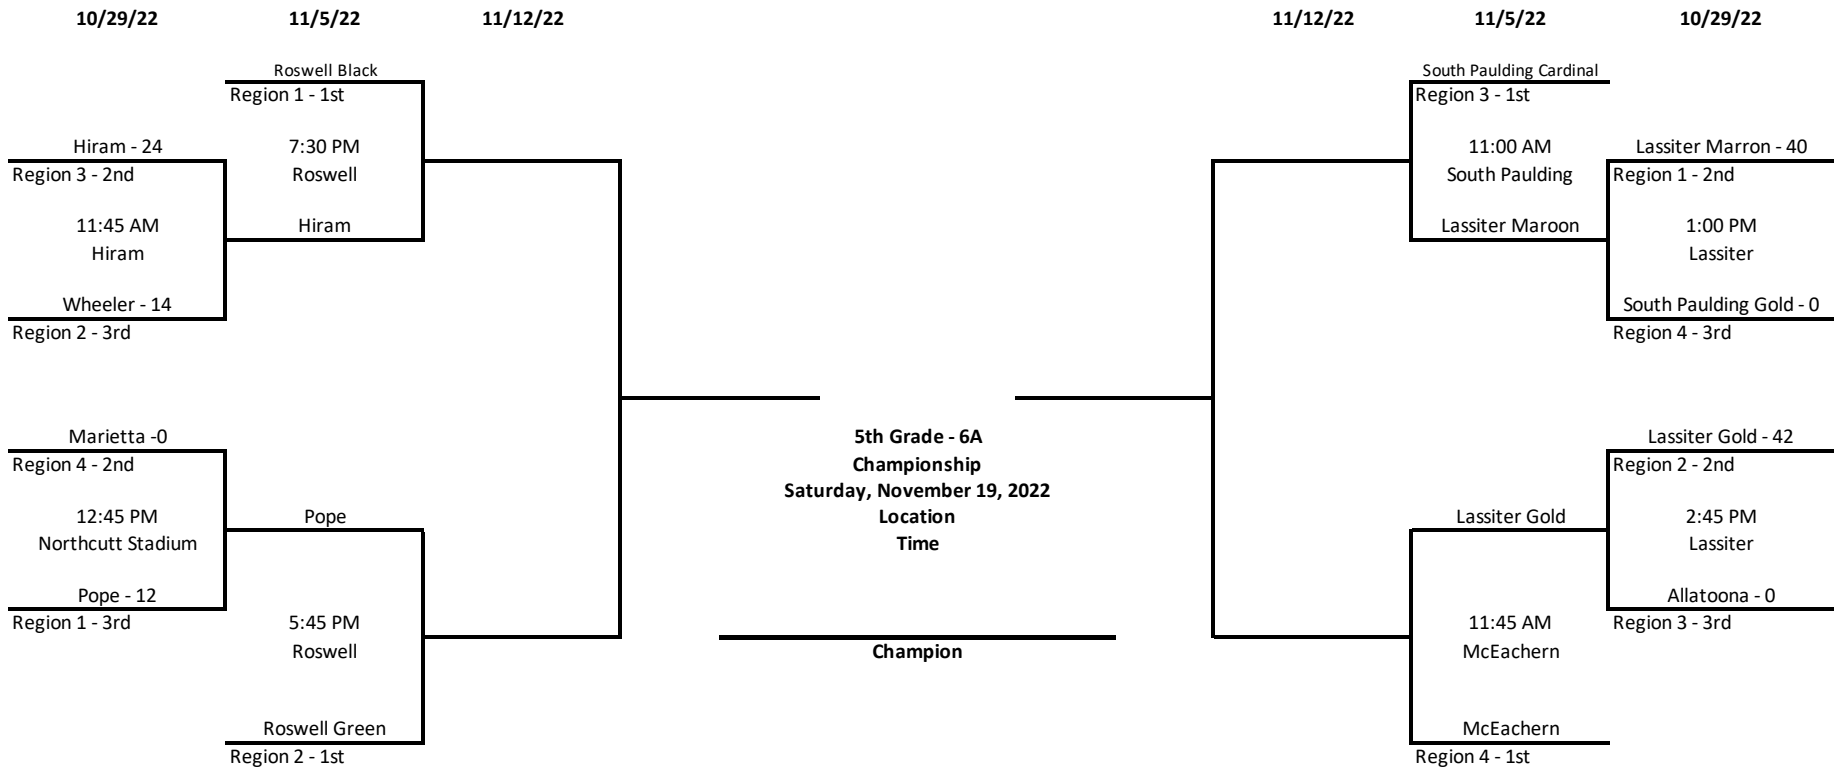 10/29/22 11/5/22 11/12/22 11/12/22 11/5/22 10/29/22
Roswell Black
Region 1 - 1st
Hiram - 24
Region 3 - 2nd
7:30 PM
Roswell
11:45 AM
Hiram
Hiram
Wheeler - 14
Region 2 - 3rd
Marietta -0
Region 4 - 2nd
12:45 PM
Northcutt Stadium
Pope
Pope - 12
Region 1 - 3rd
5:45 PM
Roswell
Roswell Green
Region 2 - 1st
5th Grade - 6A
Championship
Saturday, November 19, 2022
Location
Time
Champion
South Paulding Cardinal
Region 3 - 1st
11:00 AM
South Paulding
Lassiter Marron - 40
Region 1 - 2nd
Lassiter Maroon
1:00 PM
Lassiter
South Paulding Gold - 0
Region 4 - 3rd
Lassiter Gold - 42
Region 2 - 2nd
Lassiter Gold
2:45 PM
Lassiter
Allatoona - 0
Region 3 - 3rd
11:45 AM
McEachern
McEachern
Region 4 - 1st